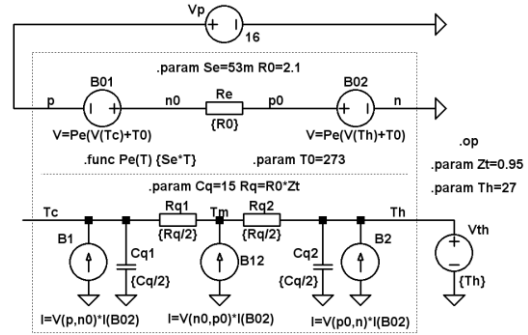 Vp
16
.param Se=53m R0=2.1
B01
Re
B02
p
n0
p0
n
{R0}
V=Pe(V(Tc)+T0)
V=Pe(V(Th)+T0)
.func Pe(T) {Se*T}
.param T0=273
.op
.param Zt=0.95
.param Th=27
.param Cq=15 Rq=R0*Zt
Tc
Rq1
Tm
Rq2
Th
{Rq/2}
{Rq/2}
B1
Cq1
{Cq/2}
B12
Cq2
{Cq/2}
B2
Vth
{Th}
I=V(p,n0)*I(B02)
I=V(n0,p0)*I(B02)
I=V(p0,n)*I(B02)